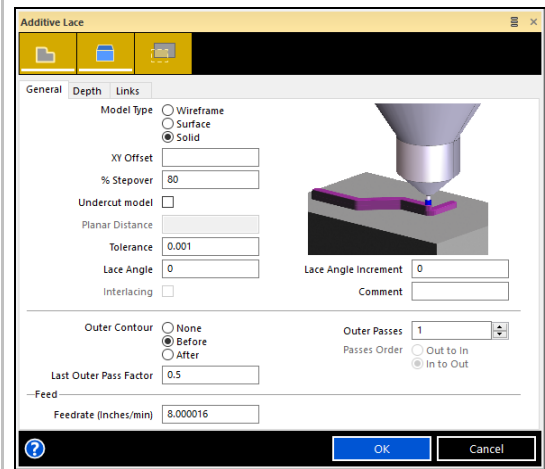 Additive Lace
General Depth Links
Model Type Wireframe
Surface
Solid
XY Offset
% Stepover 80
Undercut model
Planar Distance
Tolerance 0.001
Lace Angle 0 Lace Angle Increment 0
Interlacing Comment
Outer Contour None Outer Passes 1
Before Passes Order Out to In
After In to Out
Last Outer Pass Factor 0.5
Feed
Feedrate (Inches/min) 8.000016
? OK Cancel